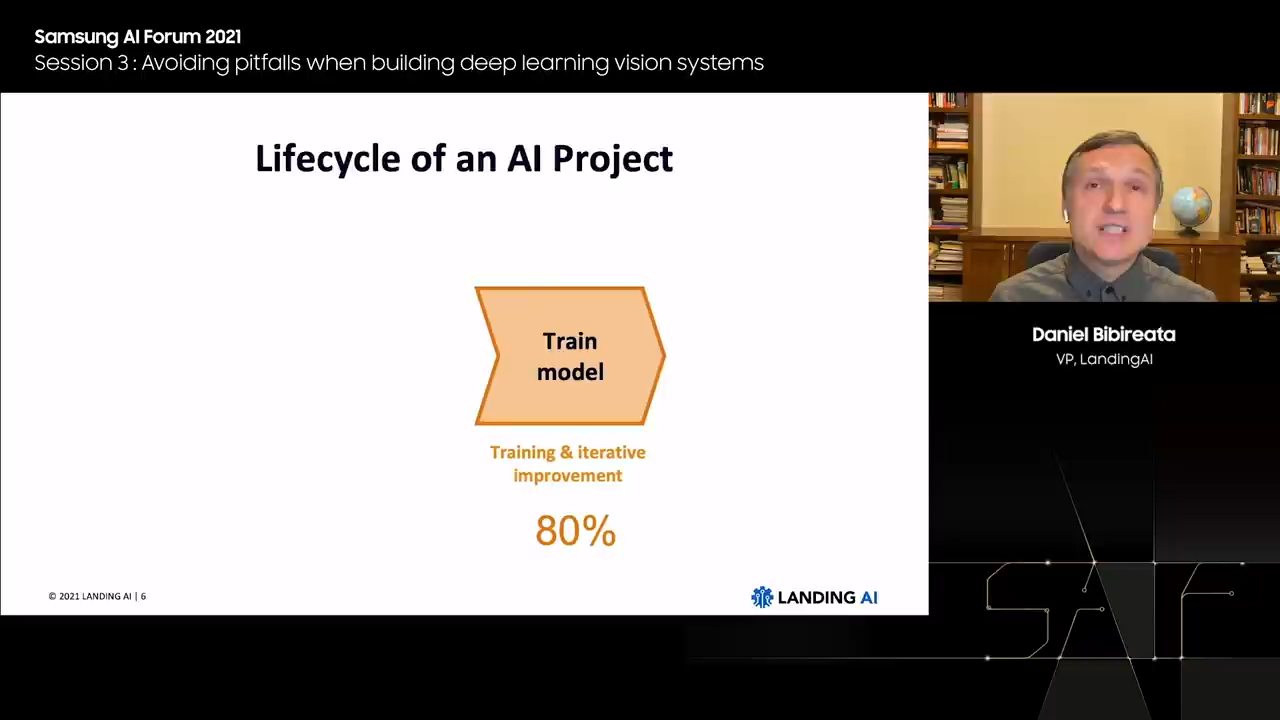 Samsung AI Forum 2021
Session 3 : Avoiding pitfalls when building deep learning vision systems
Lifecycle of an AI Project
Train
model
Training & iterative
improvement
80%
© 2021 LANDING AI | 6
LANDING AI
Daniel Bibireata
VP, LandingAI